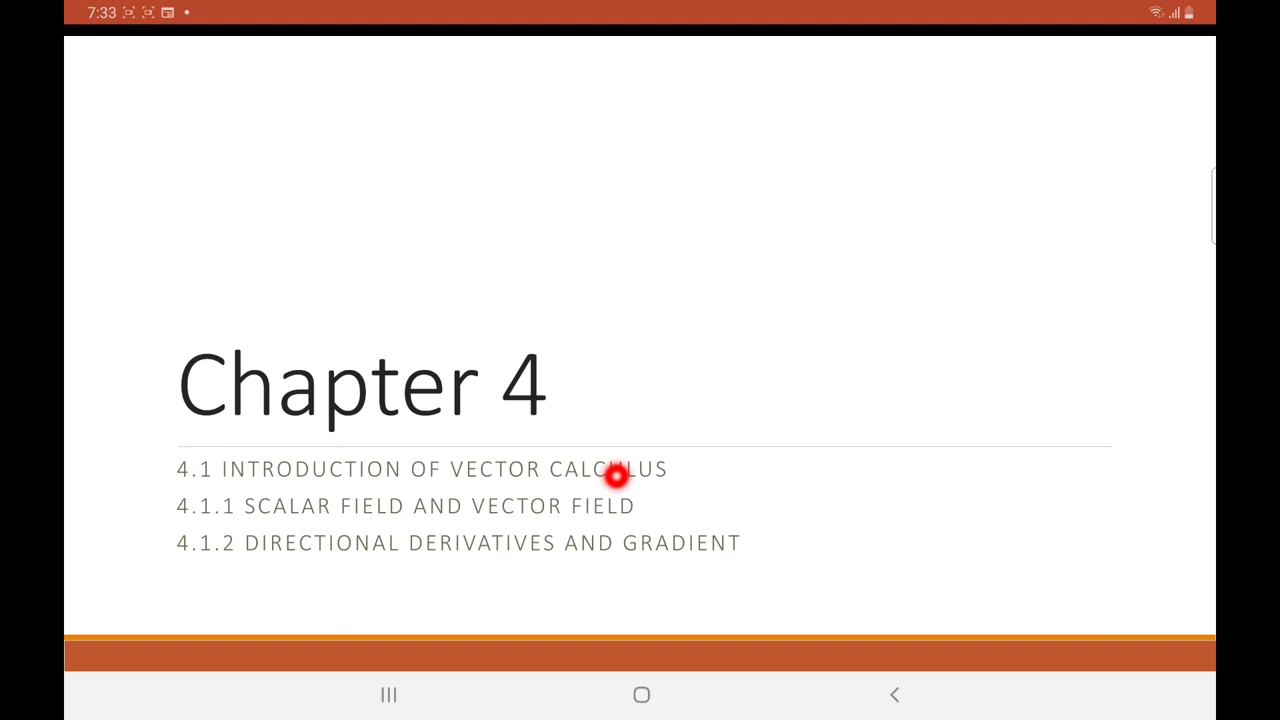 7:33
Chapter 4
4.1 INTRODUCTION OF VECTOR CALCULUS
4.1.1 SCALAR FIELD AND VECTOR FIELD
4.1.2 DIRECTIONAL DERIVATIVES AND GRADIENT